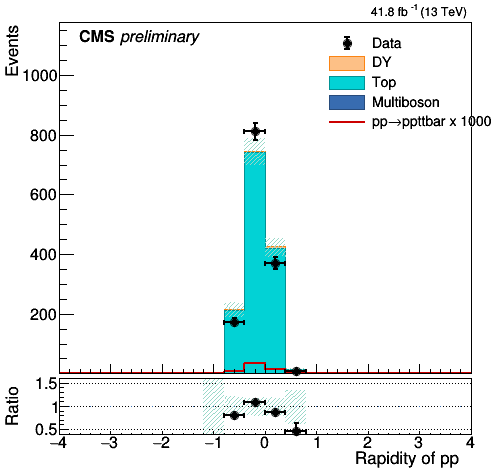 41.8 fb⁻¹ (13 TeV)
CMS preliminary
Events
1000
800
600
400
200
Data
DY
Top
Multiboson
pp→ppttbar x 1000
Ratio
1.5
1
0.5
−4 −3 −2 −1 0 1 2 3 4
Rapidity of pp